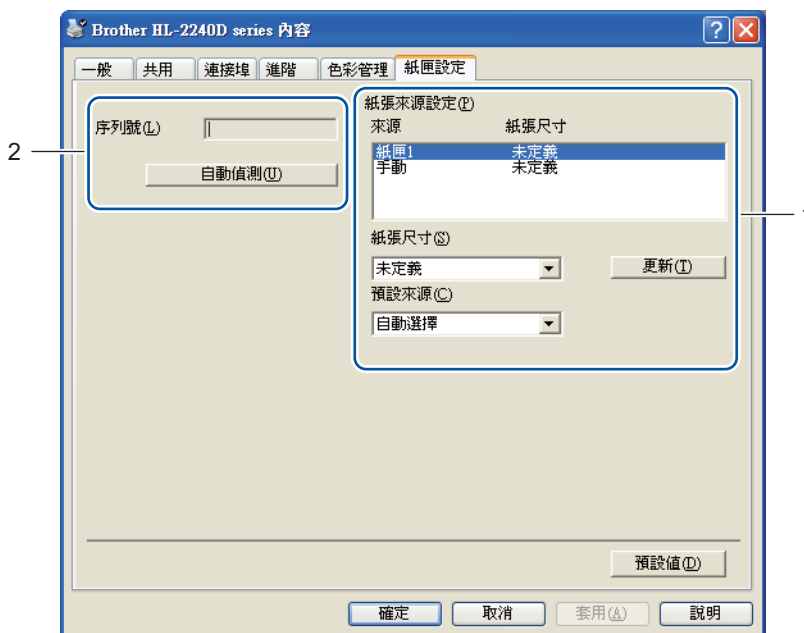 Brother HL-2240D series 內容
一般 共用 連接埠 進階 色彩管理 紙匣設定
2
序列號(L)
自動偵測(U)
紙張來源設定(P)
來源 紙張尺寸
紙匣1 未定義
手動 未定義
紙張尺寸(S)
未定義
更新(T)
預設來源(C)
自動選擇
預設值(D)
確定 取消 套用(A) 說明